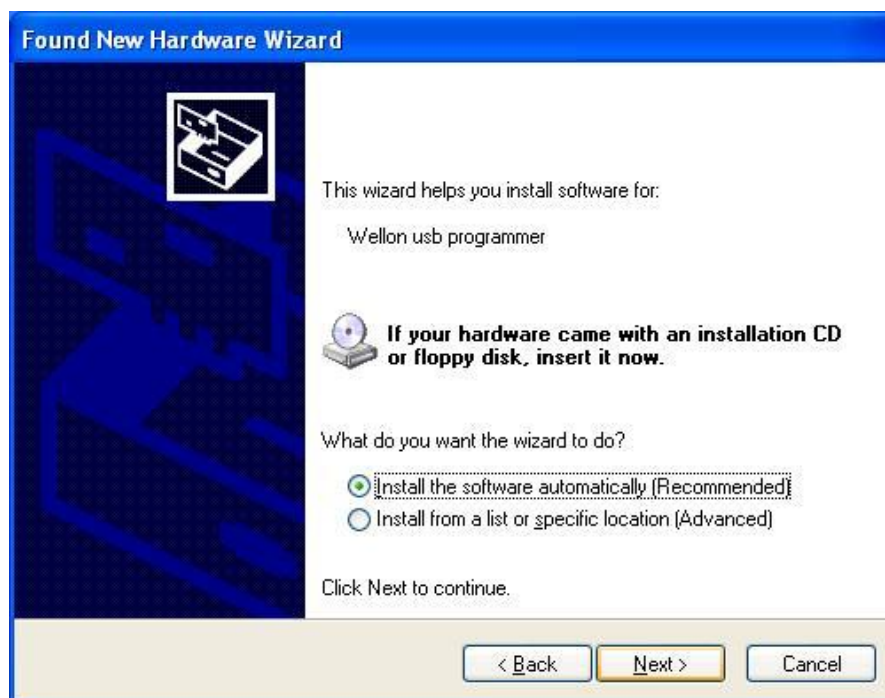 Found New Hardware Wizard
This wizard helps you install software for:
Wellon usb programmer
If your hardware came with an installation CD
or floppy disk, insert it now.
What do you want the wizard to do?
Install the software automatically (Recommended)
Install from a list or specific location (Advanced)
Click Next to continue.
< Back
Next >
Cancel